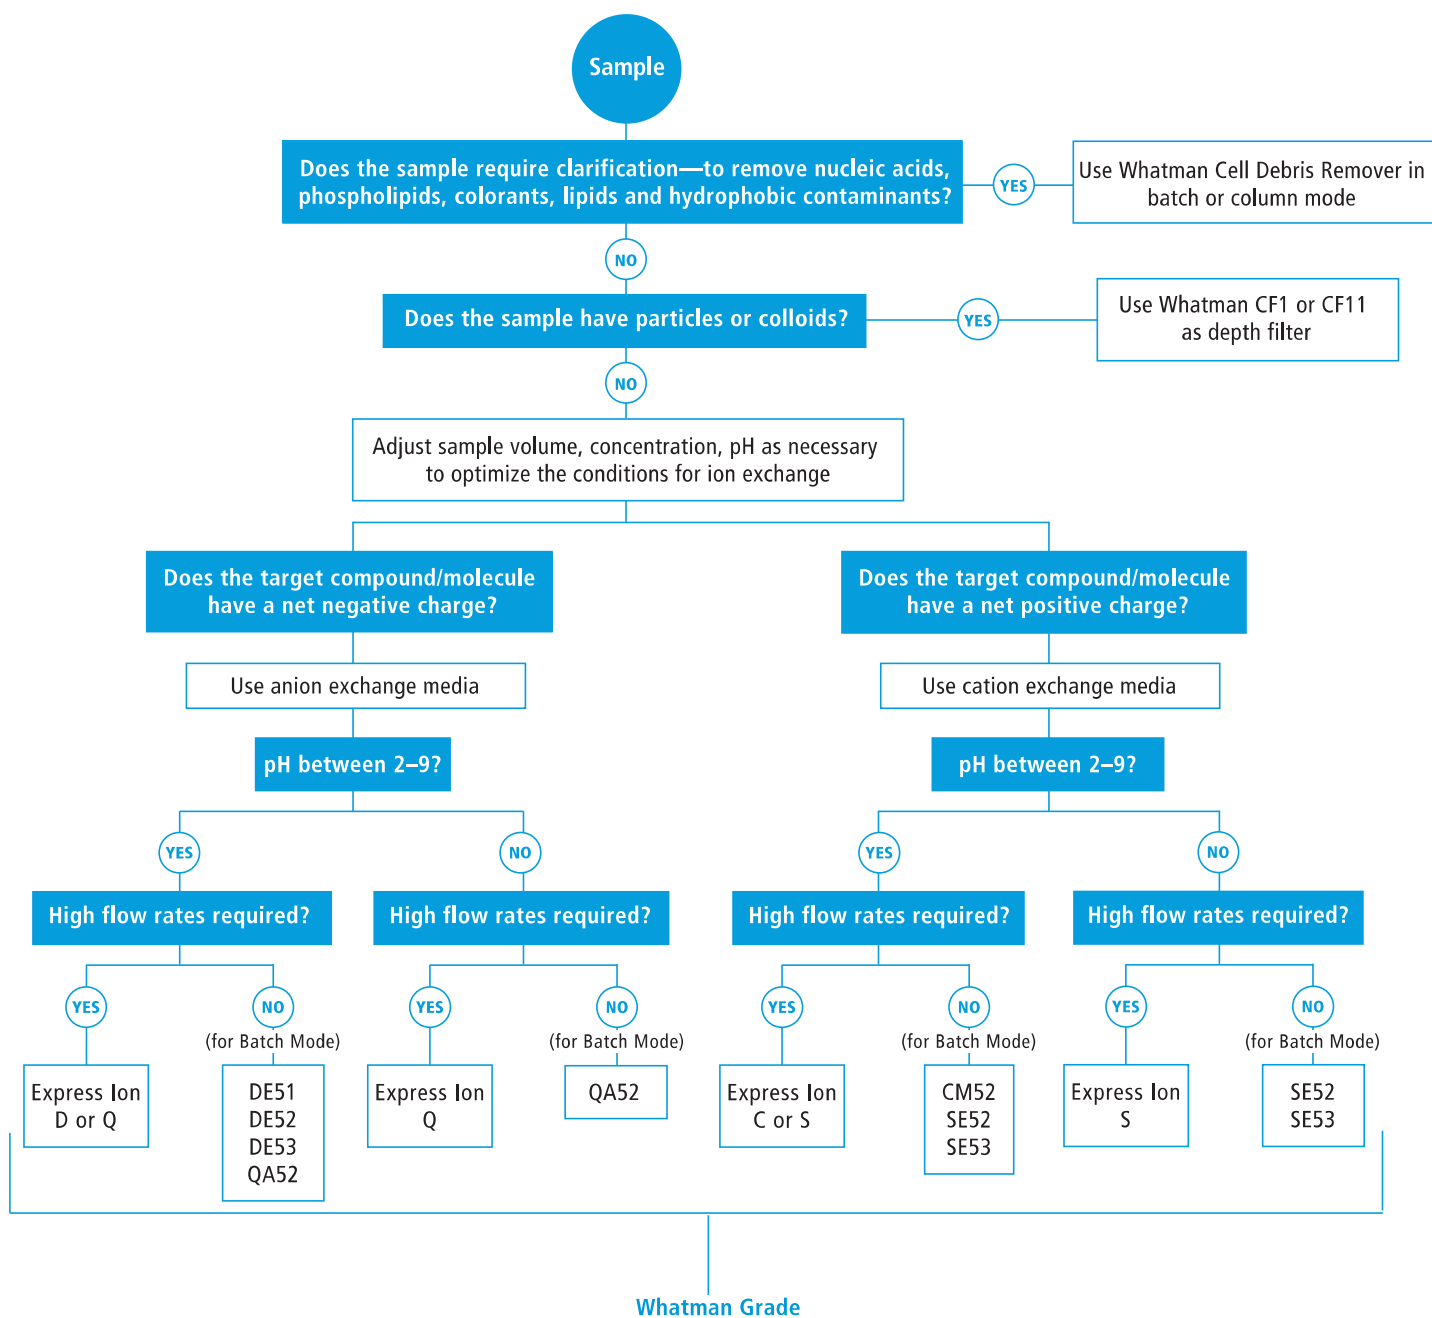 Sample
Does the sample require clarification—to remove nucleic acids,
phospholipids, colorants, lipids and hydrophobic contaminants?
YES
Use Whatman Cell Debris Remover in
batch or column mode
NO
Does the sample have particles or colloids?
YES
Use Whatman CF1 or CF11
as depth filter
NO
Adjust sample volume, concentration, pH as necessary
to optimize the conditions for ion exchange
Does the target compound/molecule
have a net negative charge?
Use anion exchange media
pH between 2–9?
YES
NO
High flow rates required?
High flow rates required?
YES
NO
(for Batch Mode)
YES
NO
(for Batch Mode)
Express Ion
D or Q
DE51
DE52
DE53
QA52
Express Ion
Q
QA52
Does the target compound/molecule
have a net positive charge?
Use cation exchange media
pH between 2–9?
YES
NO
High flow rates required?
High flow rates required?
YES
NO
(for Batch Mode)
YES
NO
(for Batch Mode)
Express Ion
C or S
CM52
SE52
SE53
Express Ion
S
SE52
SE53
Whatman Grade